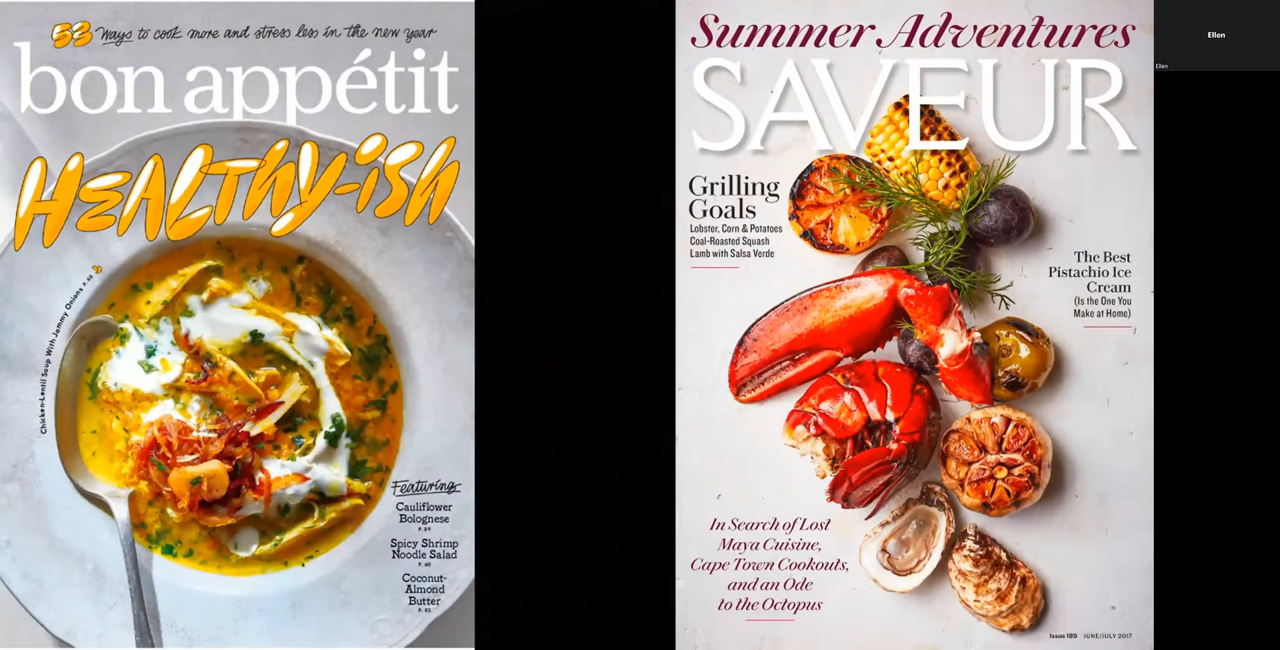 53 Ways to cook more and stress less in the new year
bon appétit
HEALTHY-ISH
Chicken-Lentil Soup With Jammy Onions P. 60
Featuring
Cauliflower
Bolognese
P. 59
Spicy Shrimp
Noodle Salad
P. 60
Coconut-
Almond
Butter
P. 82
Summer Adventures
SAVEUR
Grilling
Goals
Lobster, Corn & Potatoes
Coal-Roasted Squash
Lamb with Salsa Verde
The Best
Pistachio Ice
Cream
(Is the One You
Make at Home)
In Search of Lost
Maya Cuisine,
Cape Town Cookouts,
and an Ode
to the Octopus
Issue 189 JUNE/JULY 2017
Ellen
Ellen